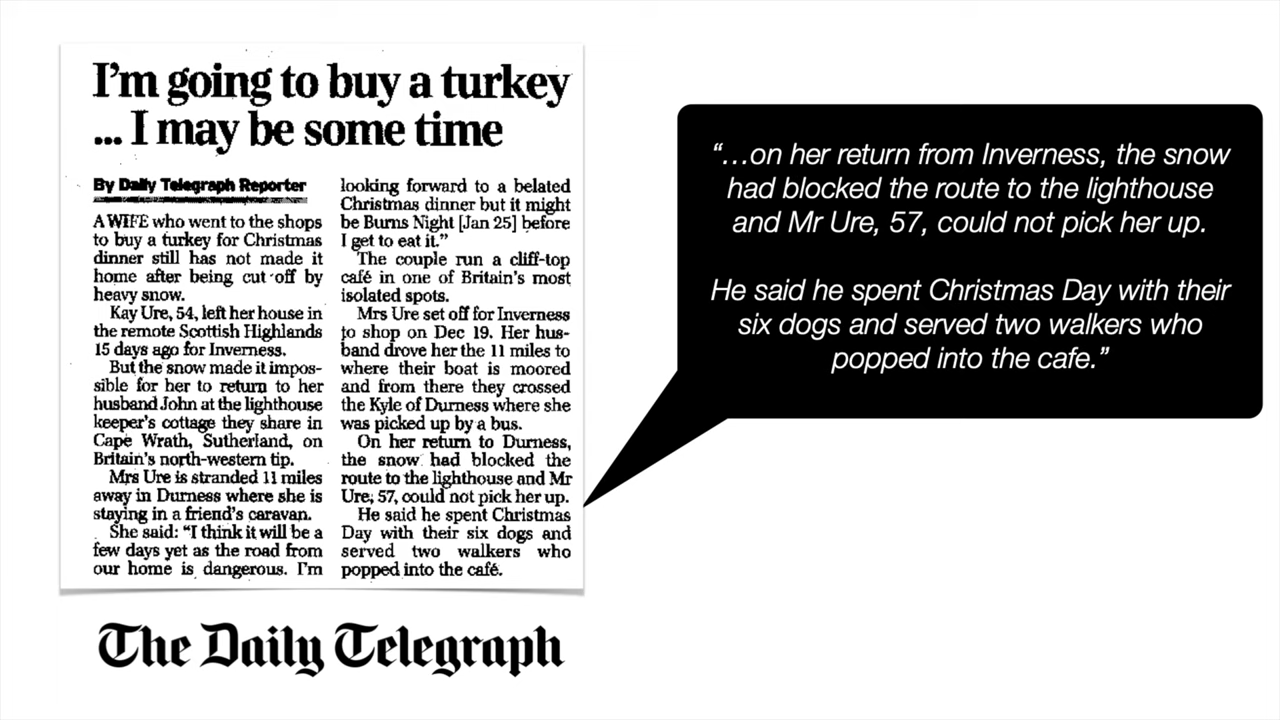 I'm going to buy a turkey
... I may be some time
By Daily Telegraph Reporter
A WIFE who went to the shops
to buy a turkey for Christmas
dinner still has not made it
home after being cut off by
heavy snow.
Kay Ure, 54, left her house in
the remote Scottish Highlands
15 days ago for Inverness.
But the snow made it impos-
sible for her to return to her
husband John at the lighthouse
keeper's cottage they share in
Cape Wrath, Sutherland, on
Britain's north-western tip.
Mrs Ure is stranded 11 miles
away in Durness where she is
staying in a friend's caravan.
She said: “I think it will be a
few days yet as the road from
our home is dangerous. I'm
looking forward to a belated
Christmas dinner but it might
be Burns Night [Jan 25] before
I get to eat it.”
The couple run a cliff-top
café in one of Britain's most
isolated spots.
Mrs Ure set off for Inverness
to shop on Dec 19. Her hus-
band drove her the 11 miles to
where their boat is moored
and from there they crossed
the Kyle of Durness where she
was picked up by a bus.
On her return to Durness,
the snow had blocked the
route to the lighthouse and Mr
Ure, 57, could not pick her up.
He said he spent Christmas
Day with their six dogs and
served two walkers who
popped into the café.
The Daily Telegraph
“…on her return from Inverness, the snow
had blocked the route to the lighthouse
and Mr Ure, 57, could not pick her up.
He said he spent Christmas Day with their
six dogs and served two walkers who
popped into the cafe.”